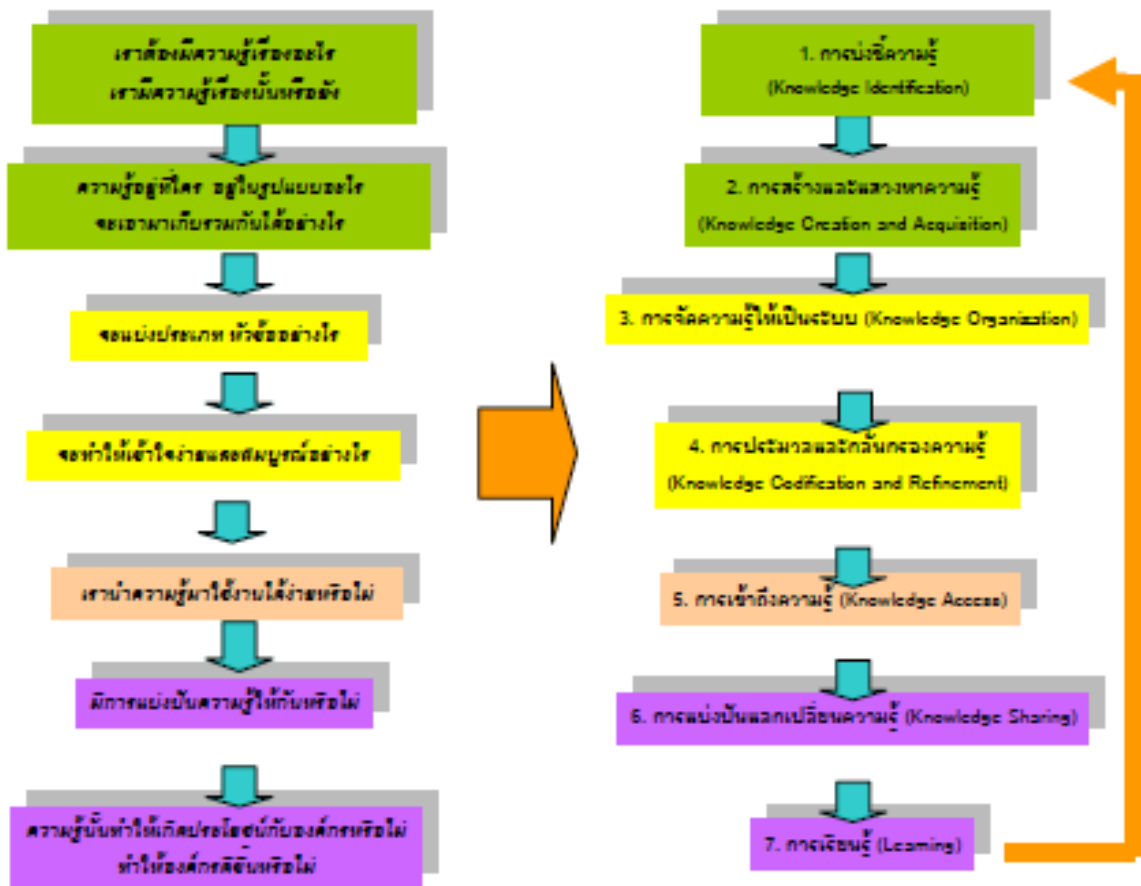 เราต้องมีความรู้เรื่องอะไร
เรามีความรู้เรื่องนั้นหรือยัง
ความรู้อยู่ที่ใคร อยู่ในรูปแบบอะไร
จะเอามาเก็บรวมกันได้อย่างไร
จะแบ่งประเภท หัวข้ออย่างไร
จะทำให้เข้าใจง่ายและสมบูรณ์อย่างไร
เรานำความรู้มาใช้งานได้ง่ายหรือไม่
มีการแบ่งปันความรู้ให้กันหรือไม่
ความรู้นั้นทำให้เกิดประโยชน์กับองค์กรหรือไม่
ทำให้องค์กรดีขึ้นหรือไม่
1. การบ่งชี้ความรู้
(Knowledge Identification)
2. การสร้างและแสวงหาความรู้
(Knowledge Creation and Acquisition)
3. การจัดความรู้ให้เป็นระบบ (Knowledge Organization)
4. การประมวลและกลั่นกรองความรู้
(Knowledge Codification and Refinement)
5. การเข้าถึงความรู้ (Knowledge Access)
6. การแบ่งปันแลกเปลี่ยนความรู้ (Knowledge Sharing)
7. การเรียนรู้ (Learning)